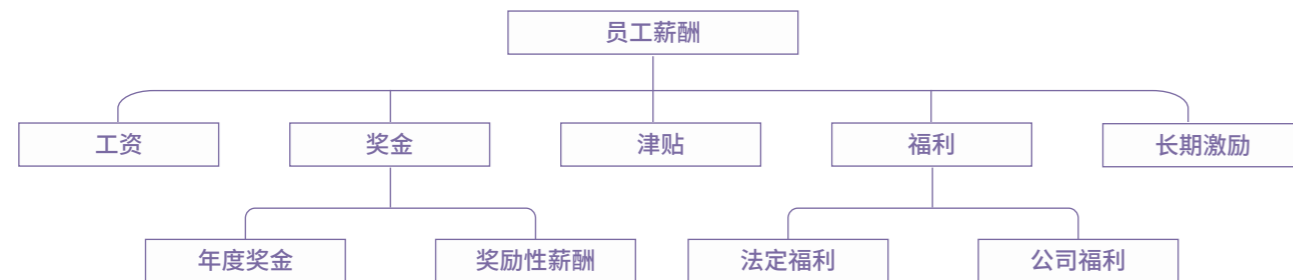 员工薪酬
工资
奖金
津贴
福利
长期激励
年度奖金
奖励性薪酬
法定福利
公司福利